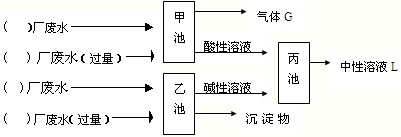 ( )厂废水
( )厂废水(过量)
甲池
气体 G
酸性溶液
( )厂废水
( )厂废水(过量)
乙池
碱性溶液
沉淀物
丙池
中性溶液 L